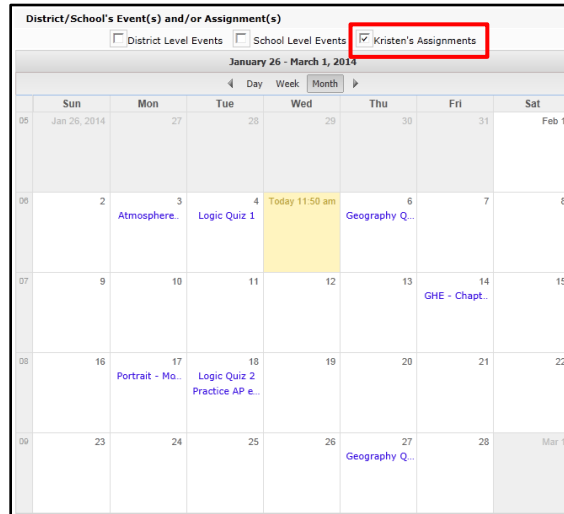 District/School's Event(s) and/or Assignment(s)
District Level Events School Level Events Kristen's Assignments
January 26 - March 1, 2014
Day Week Month
Sun Mon Tue Wed Thu Fri Sat
05 Jan 26, 2014 27 28 29 30 31 Feb 1
06 2 3 4 Today 11:50 am 6 7 8
Atmosphere.. Logic Quiz 1 Geography Q...
07 9 10 11 12 13 14 15
GHE - Chapt..
08 16 17 18 19 20 21 22
Portrait - Mo... Logic Quiz 2
Practice AP e...
09 23 24 25 26 27 28 Mar 1
Geography Q...